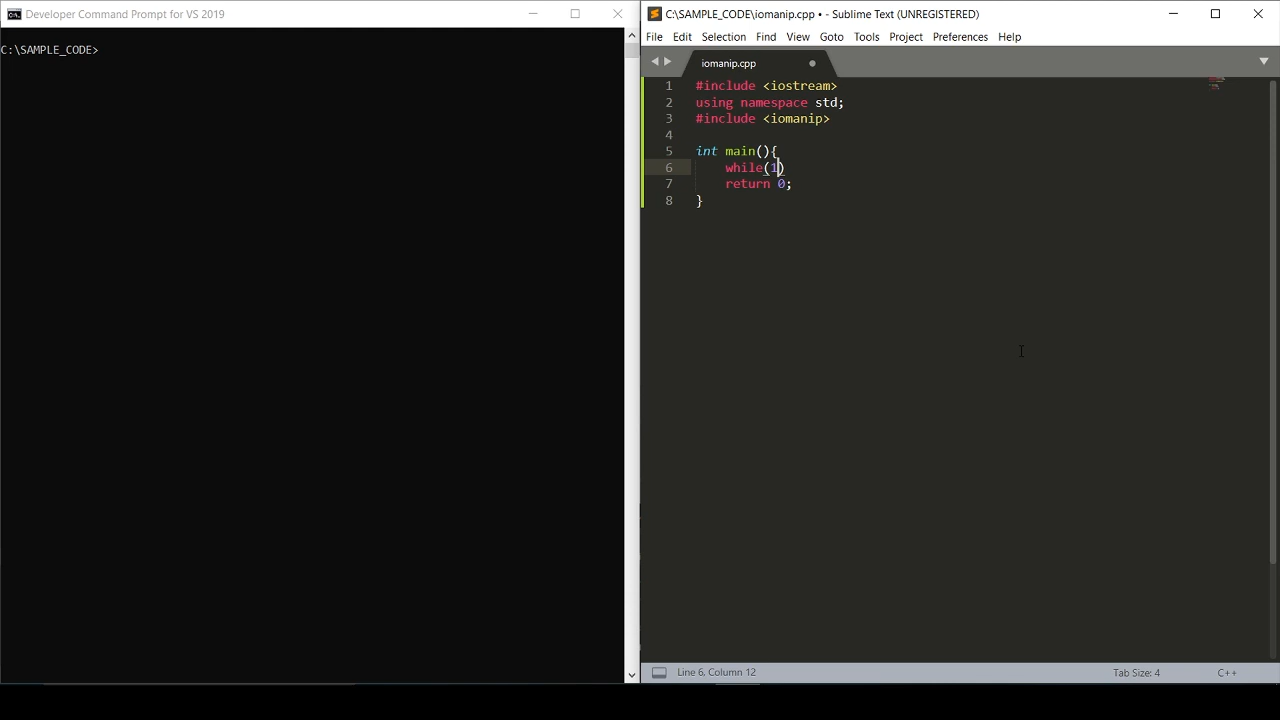 Developer Command Prompt for VS 2019
C:\SAMPLE_CODE>
C:\SAMPLE_CODE\iomanip.cpp • - Sublime Text (UNREGISTERED)
File Edit Selection Find View Goto Tools Project Preferences Help
iomanip.cpp
1 #include <iostream>
2 using namespace std;
3 #include <iomanip>
4
5 int main(){
6     while(1)
7     return 0;
8 }
Line 6, Column 12
Tab Size: 4
C++